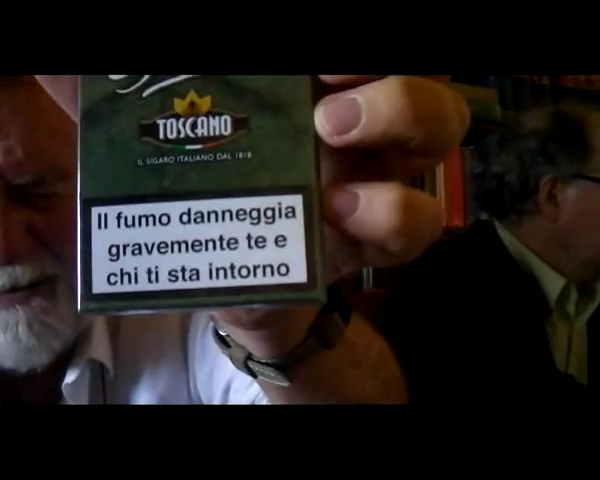 TOSCANO
IL SIGARO ITALIANO DAL 1818
Il fumo danneggia
gravemente te e
chi ti sta intorno